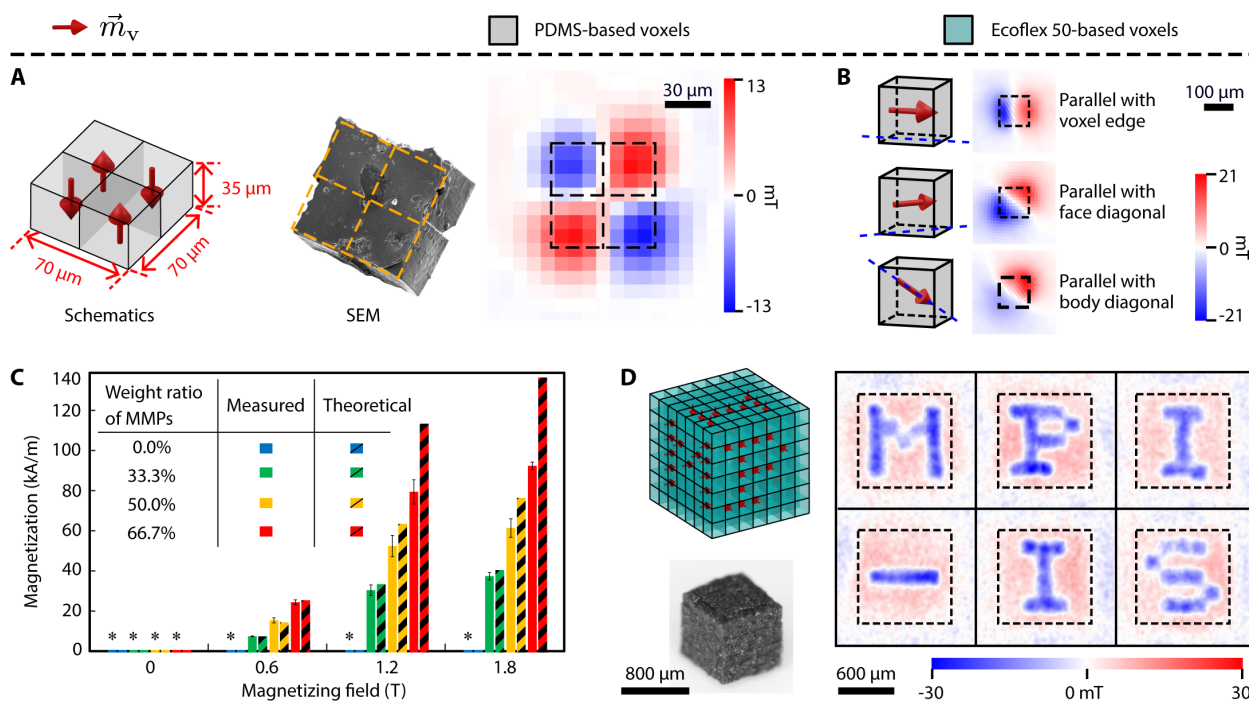 m⃗v
PDMS-based voxels
Ecoflex 50-based voxels
A
30 µm
13
0
-13
mT
35 µm
70 µm
70 µm
Schematics
SEM
B
Parallel with
voxel edge
Parallel with
face diagonal
Parallel with
body diagonal
100 µm
21
0
-21
mT
C
Magnetization (kA/m)
140
120
100
80
60
40
20
0
Weight ratio
of MMPs
Measured
Theoretical
0.0%
33.3%
50.0%
66.7%
* * * *
*
*
*
0
0.6
1.2
1.8
Magnetizing field (T)
D
800 µm
M
P
I
I
S
600 µm
-30
0 mT
30